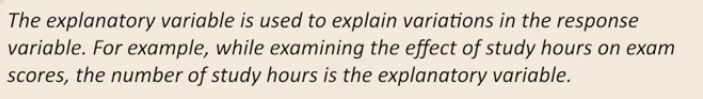 The explanatory variable is used to explain variations in the response
variable. For example, while examining the effect of study hours on exam
scores, the number of study hours is the explanatory variable.